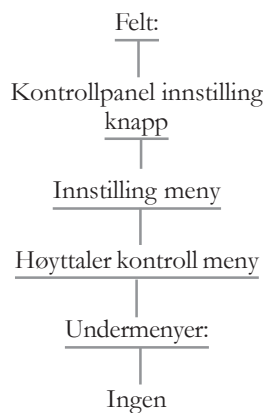 Felt:
Kontrollpanel innstilling
knapp
Innstilling meny
Høyttaler kontroll meny
Undermenyer:
Ingen